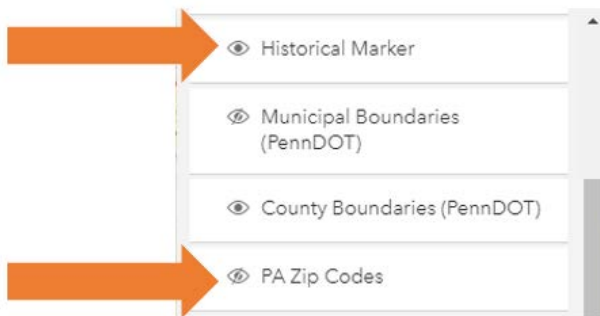 Historical Marker
Municipal Boundaries
(PennDOT)
County Boundaries (PennDOT)
PA Zip Codes